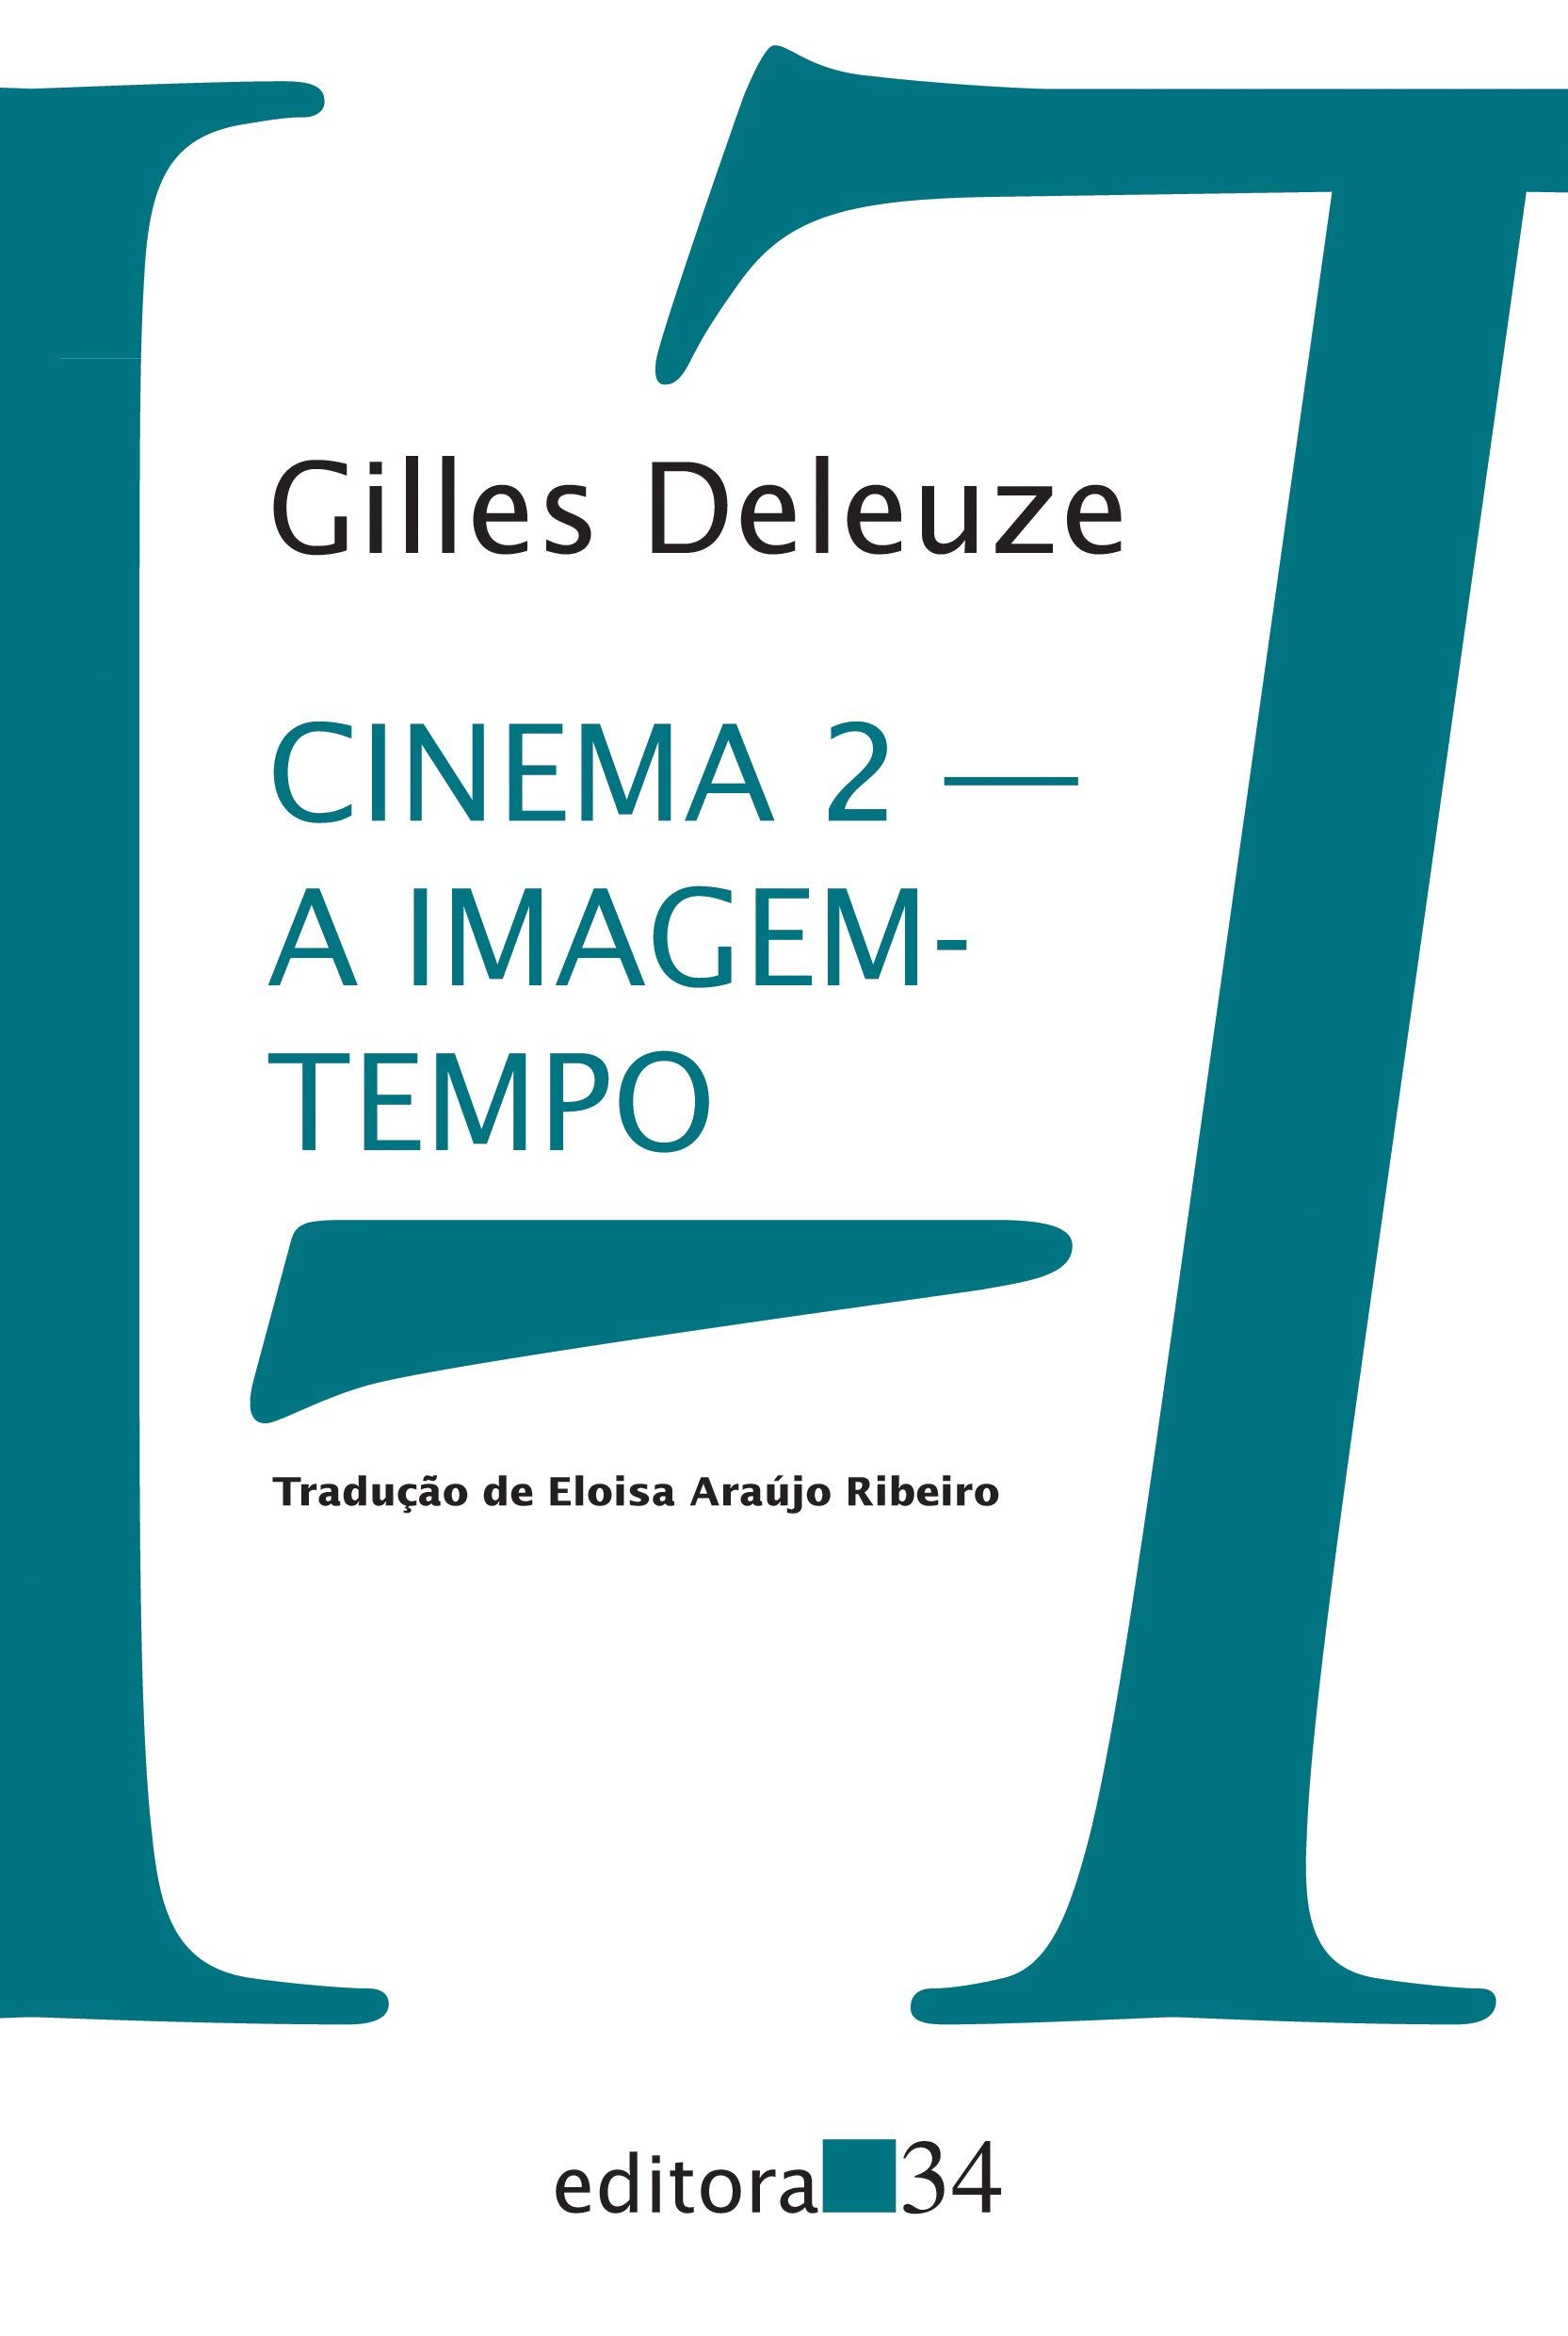 Gilles Deleuze
CINEMA 2 —
A IMAGEM-
TEMPO
Tradução de Eloisa Araújo Ribeiro
editora 34